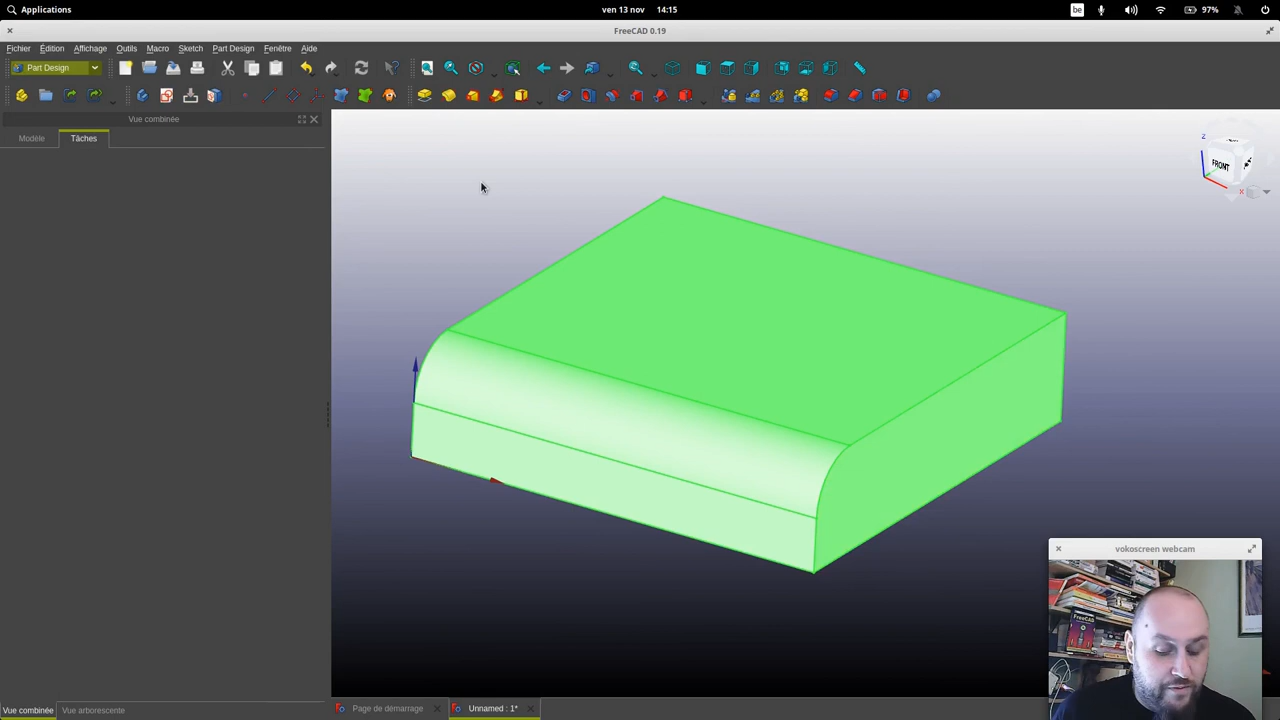 Applications
ven 13 nov 14:15
be
97%
FreeCAD 0.19
Fichier Édition Affichage Outils Macro Sketch Part Design Fenêtre Aide
Part Design
Vue combinée
Modèle Tâches
Z
FRONT
X
vokoscreen webcam
FreeCAD
Vue combinée Vue arborescente
Page de démarrage Unnamed : 1*